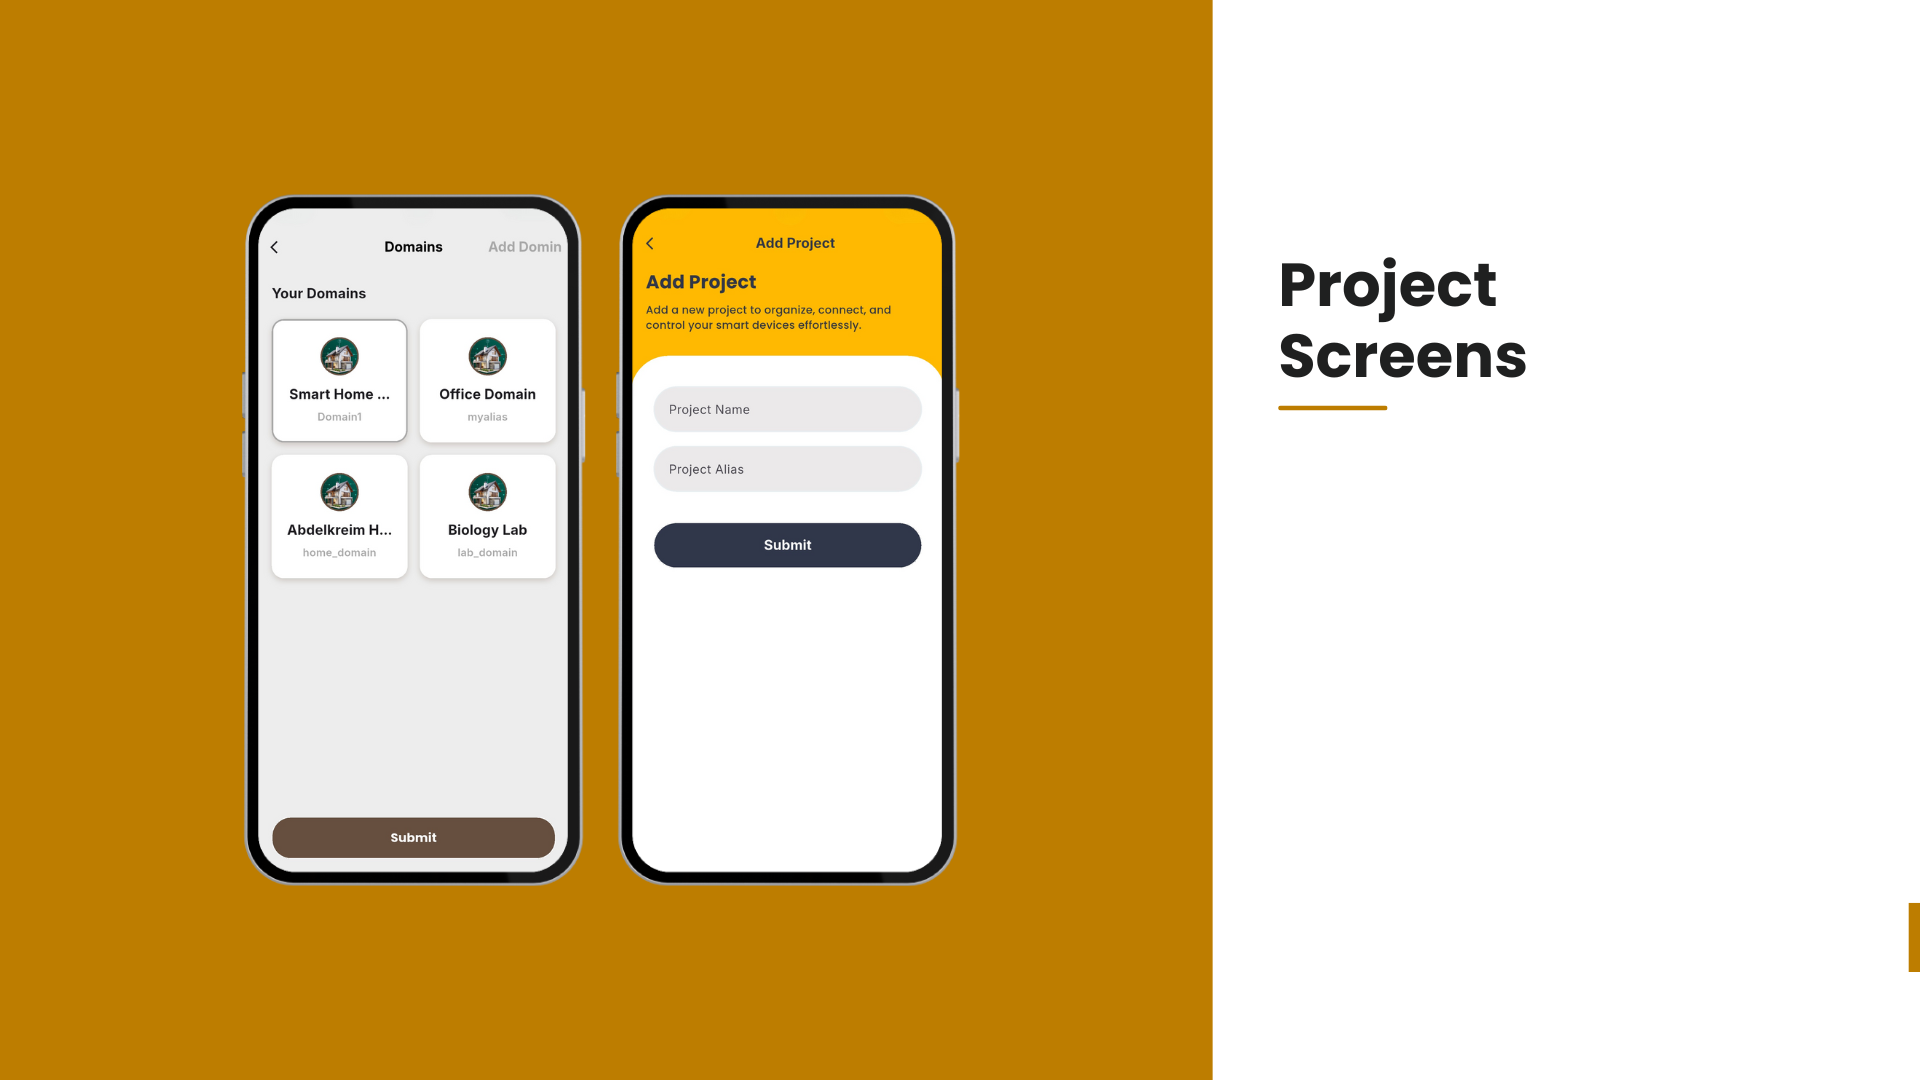 Domains
Add Domin
Your Domains
Smart Home ...
Domain1
Office Domain
myalias
Abdelkreim H...
home_domain
Biology Lab
lab_domain
Submit
Add Project
Add Project
Add a new project to organize, connect, and
control your smart devices effortlessly.
Project Name
Project Alias
Submit
Project
Screens